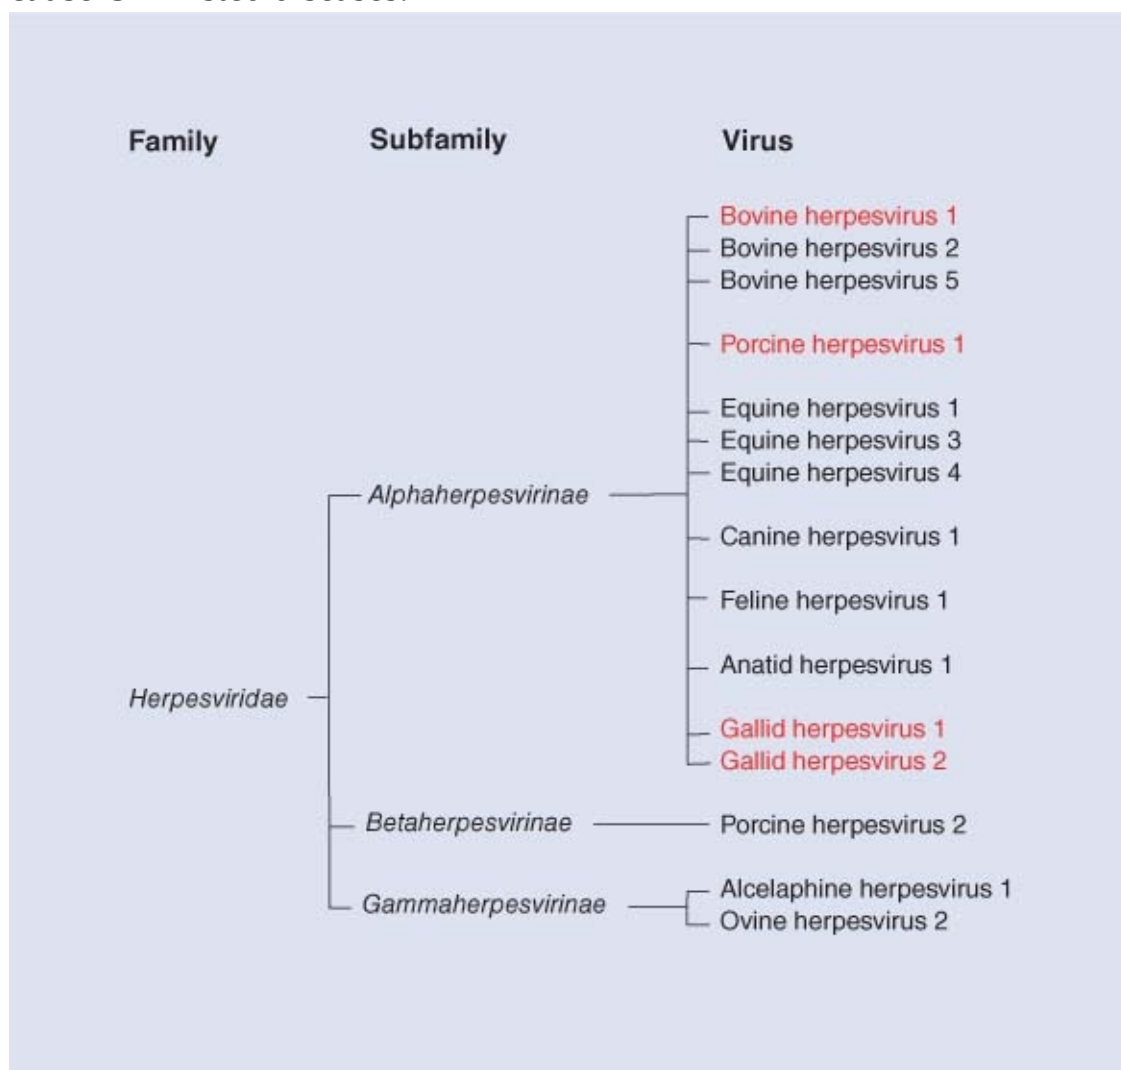 Family Subfamily Virus
Bovine herpesvirus 1
Bovine herpesvirus 2
Bovine herpesvirus 5
Porcine herpesvirus 1
Equine herpesvirus 1
Equine herpesvirus 3
Equine herpesvirus 4
Alphaherpesvirinae
Canine herpesvirus 1
Feline herpesvirus 1
Anatid herpesvirus 1
Herpesviridae
Gallid herpesvirus 1
Gallid herpesvirus 2
Betaherpesvirinae Porcine herpesvirus 2
Alcelaphine herpesvirus 1
Gammaherpesvirinae
Ovine herpesvirus 2